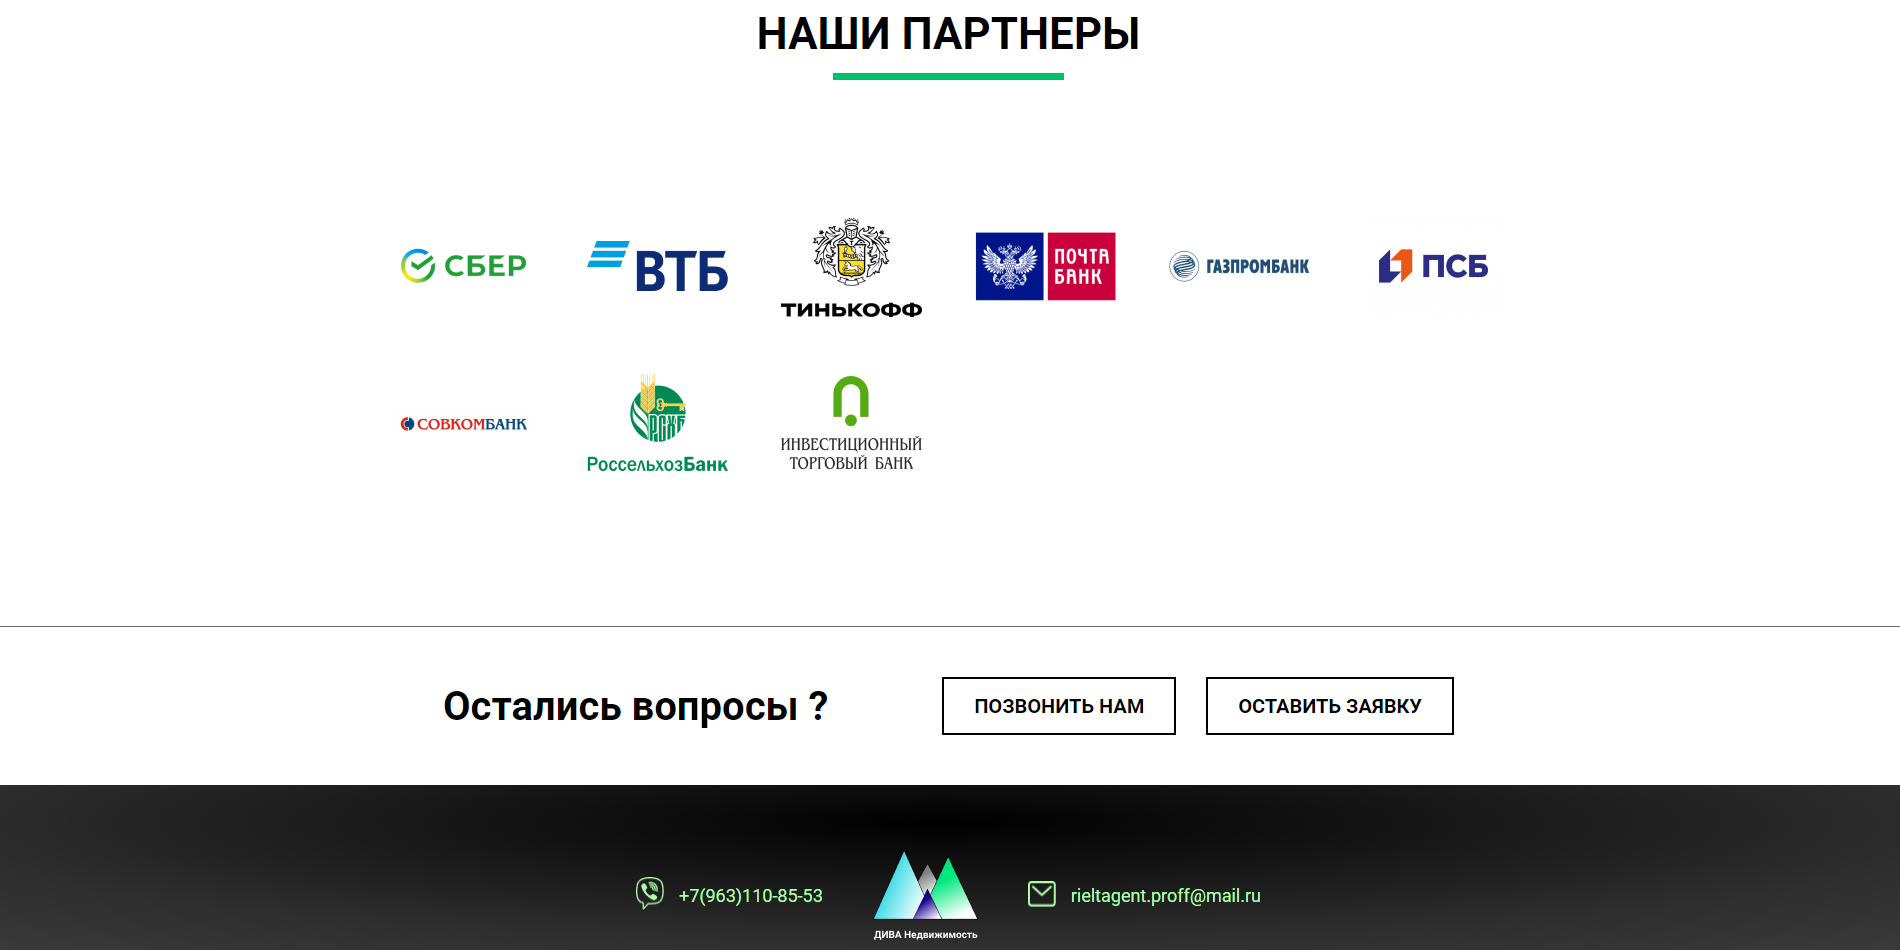 НАШИ ПАРТНЕРЫ
СБЕР
ВТБ
ТИНЬКОФФ
ПОЧТА
БАНК
ГАЗПРОМБАНК
ПСБ
СОВКОМБАНК
РСХБ
РоссельхозБанк
ИНВЕСТИЦИОННЫЙ
ТОРГОВЫЙ БАНК
Остались вопросы ?
ПОЗВОНИТЬ НАМ
ОСТАВИТЬ ЗАЯВКУ
+7(963)110-85-53
ДИВА Недвижимость
rieltagent.proff@mail.ru